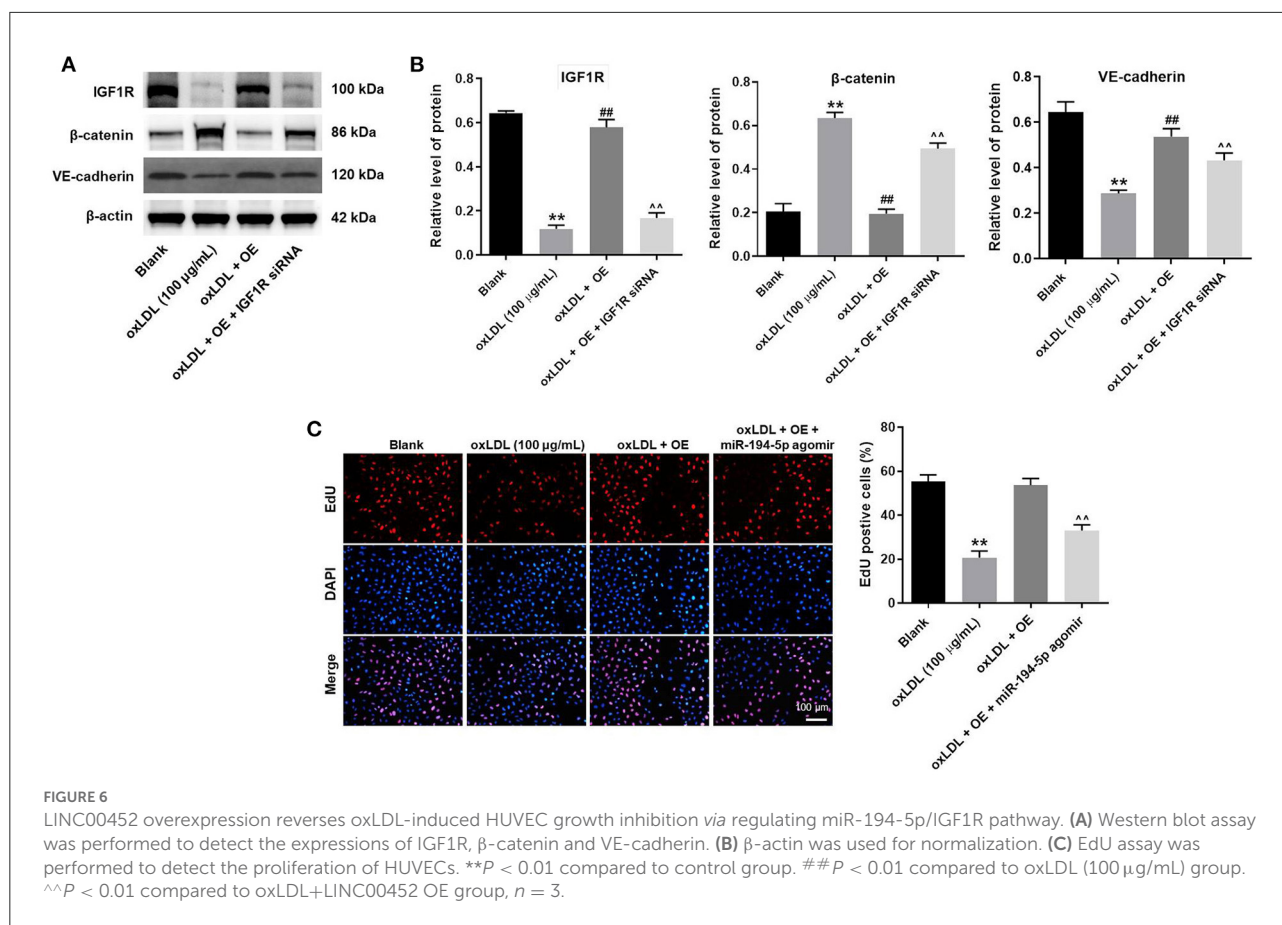 A
IGF1R
100 kDa
β-catenin
86 kDa
VE-cadherin
120 kDa
β-actin
42 kDa
Blank
oxLDL (100 µg/mL)
oxLDL + OE
oxLDL + OE + IGF1R siRNA
B
IGF1R
Relative level of protein
0.8
0.6
0.4
0.2
0.0
**
##
^^
Blank
oxLDL (100 µg/mL)
oxLDL + OE
oxLDL + OE + IGF1R siRNA
β-catenin
Relative level of protein
0.8
0.6
0.4
0.2
0.0
**
##
^^
Blank
oxLDL (100 µg/mL)
oxLDL + OE
oxLDL + OE + IGF1R siRNA
VE-cadherin
Relative level of protein
0.8
0.6
0.4
0.2
0.0
**
##
^^
Blank
oxLDL (100 µg/mL)
oxLDL + OE
oxLDL + OE + IGF1R siRNA
C
Blank
oxLDL (100 µg/mL)
oxLDL + OE
oxLDL + OE +
miR-194-5p agomir
EdU
DAPI
Merge
100 µm
EdU postive cells (%)
80
60
40
20
0
**
^^
Blank
oxLDL (100 µg/mL)
oxLDL + OE
oxLDL + OE + miR-194-5p agomir
FIGURE 6
LINC00452 overexpression reverses oxLDL-induced HUVEC growth inhibition via regulating miR-194-5p/IGF1R pathway. (A) Western blot assay
was performed to detect the expressions of IGF1R, β-catenin and VE-cadherin. (B) β-actin was used for normalization. (C) EdU assay was
performed to detect the proliferation of HUVECs. **P < 0.01 compared to control group. ##P < 0.01 compared to oxLDL (100 µg/mL) group.
^^P < 0.01 compared to oxLDL+LINC00452 OE group, n = 3.